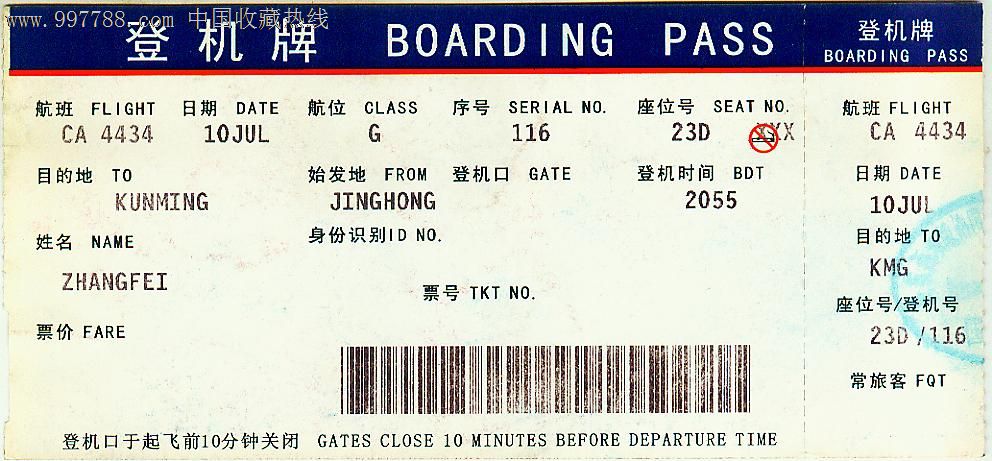 www.997788.com 中国收藏热线
登机牌 BOARDING PASS
登机牌
BOARDING PASS
航班 FLIGHT 日期 DATE 航位 CLASS 序号 SERIAL NO. 座位号 SEAT NO.
CA 4434 10JUL G 116 23D XXX
目的地 TO 始发地 FROM 登机口 GATE 登机时间 BDT
KUNMING JINGHONG 2055
姓名 NAME 身份识别ID NO.
ZHANGFEI
票号 TKT NO.
票价 FARE
登机口于起飞前10分钟关闭 GATES CLOSE 10 MINUTES BEFORE DEPARTURE TIME
航班 FLIGHT
CA 4434
日期 DATE
10JUL
目的地 TO
KMG
座位号/登机号
23D /116
常旅客 FQT